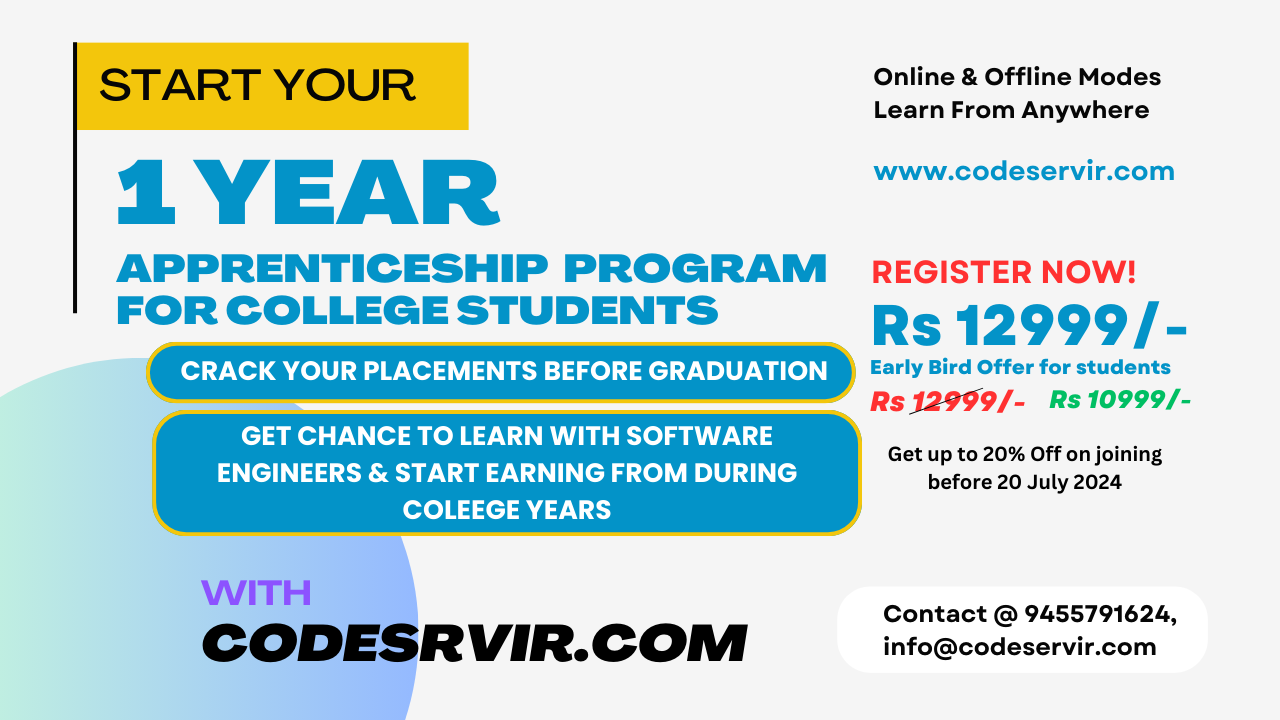 START YOUR
1 YEAR
APPRENTICESHIP PROGRAM
FOR COLLEGE STUDENTS
CRACK YOUR PLACEMENTS BEFORE GRADUATION
GET CHANCE TO LEARN WITH SOFTWARE
ENGINEERS & START EARNING FROM DURING
COLEEGE YEARS
WITH
CODESRVIR.COM
Online & Offline Modes
Learn From Anywhere
www.codeservir.com
REGISTER NOW!
Rs 12999/-
Early Bird Offer for students
Rs 12999/- Rs 10999/-
Get up to 20% Off on joining
before 20 July 2024
Contact @ 9455791624,
info@codeservir.com